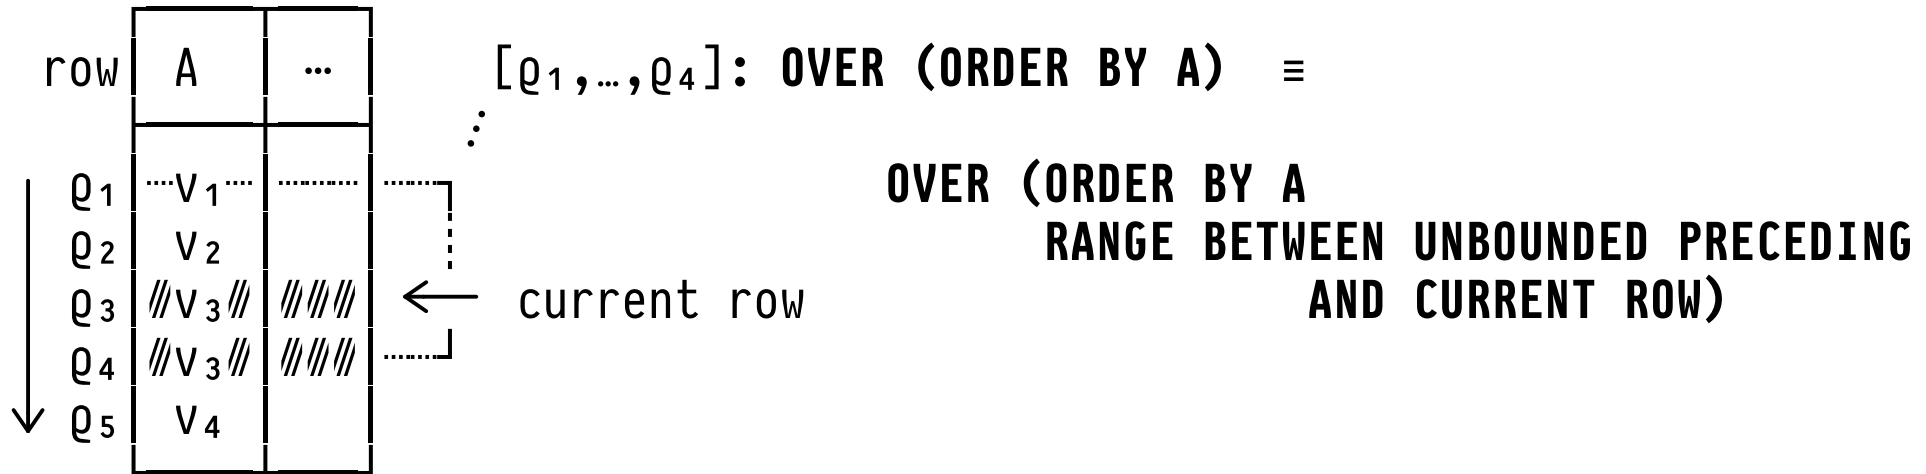 row A … [ϱ₁,…,ϱ₄]: OVER (ORDER BY A) ≡
ϱ₁ v₁ OVER (ORDER BY A
ϱ₂ v₂ RANGE BETWEEN UNBOUNDED PRECEDING
ϱ₃ v₃ current row AND CURRENT ROW)
ϱ₄ v₃
ϱ₅ v₄